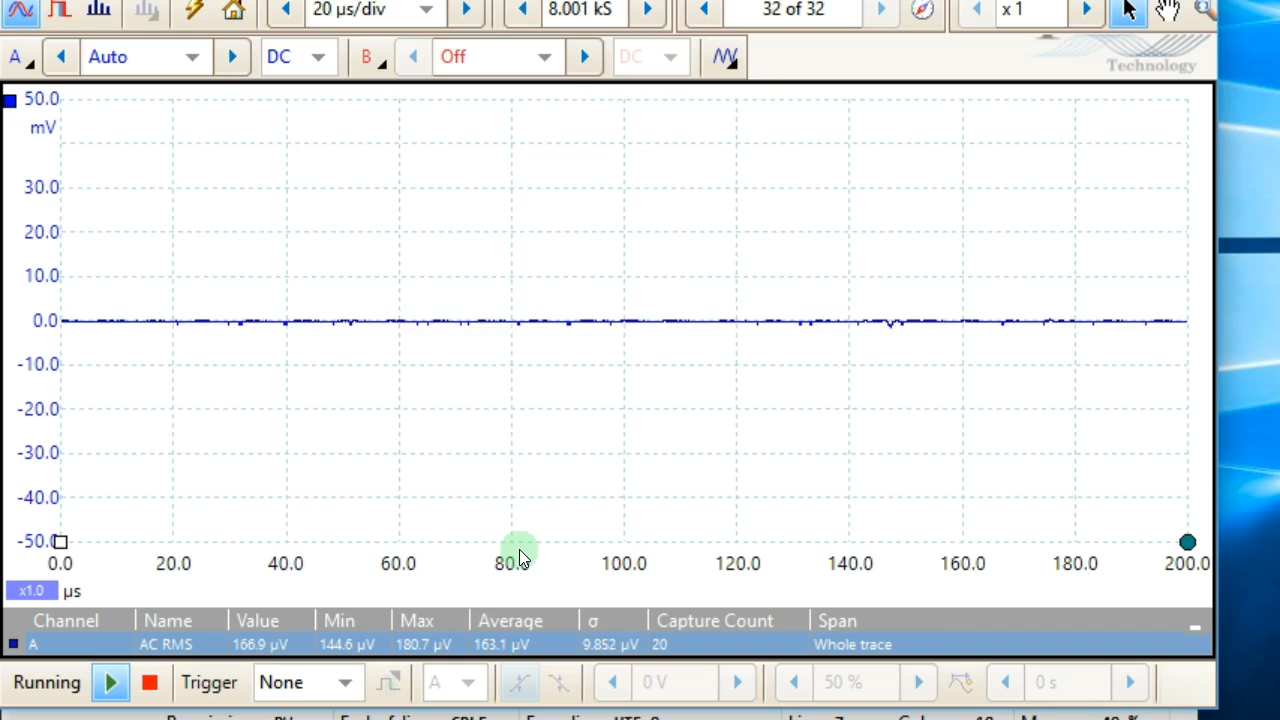 20 µs/div 8.001 kS 32 of 32 x 1
A Auto DC B Off DC
Technology
50.0
mV
30.0
20.0
10.0
0.0
-10.0
-20.0
-30.0
-40.0
-50.0
0.0 20.0 40.0 60.0 80.0 100.0 120.0 140.0 160.0 180.0 200.0
x1.0 µs
Channel Name Value Min Max Average σ Capture Count Span
A AC RMS 166.9 µV 144.6 µV 180.7 µV 163.1 µV 9.852 µV 20 Whole trace
Running Trigger None A 0 V 50 % 0 s